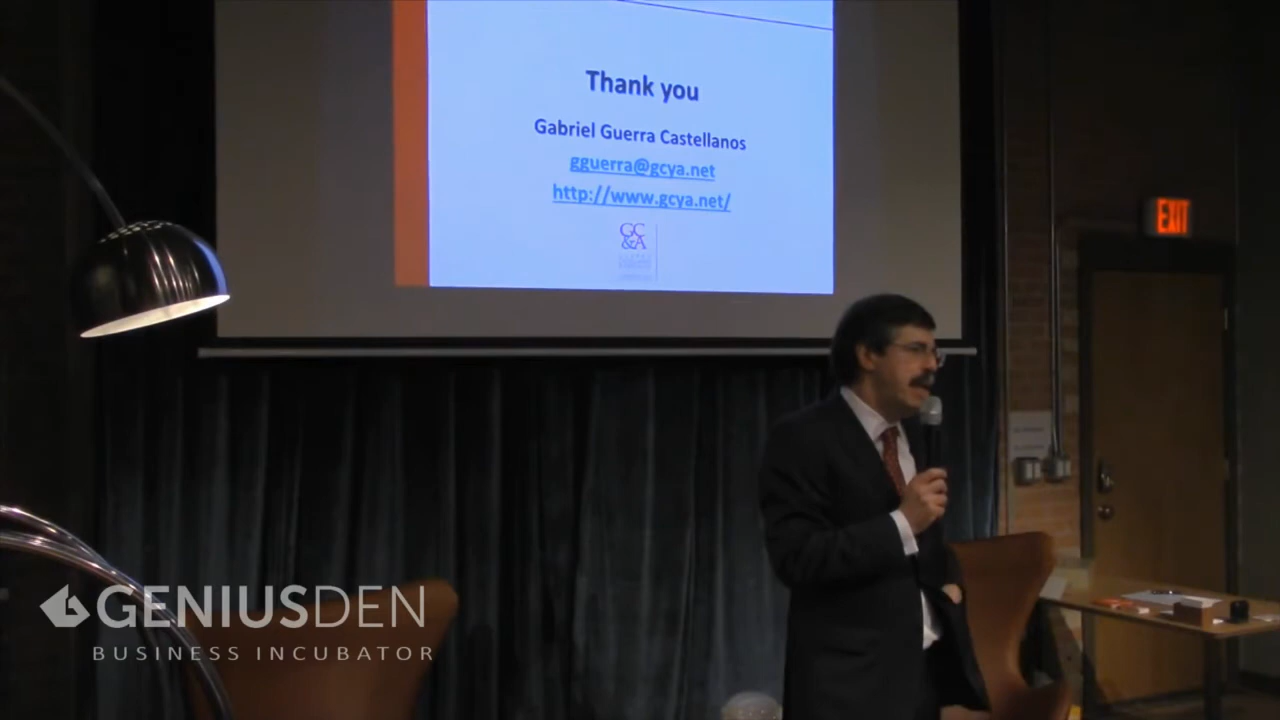 Thank you
Gabriel Guerra Castellanos
gguerra@gcya.net
http://www.gcya.net/
GC
&A
EXIT
GENIUSDEN
BUSINESS INCUBATOR